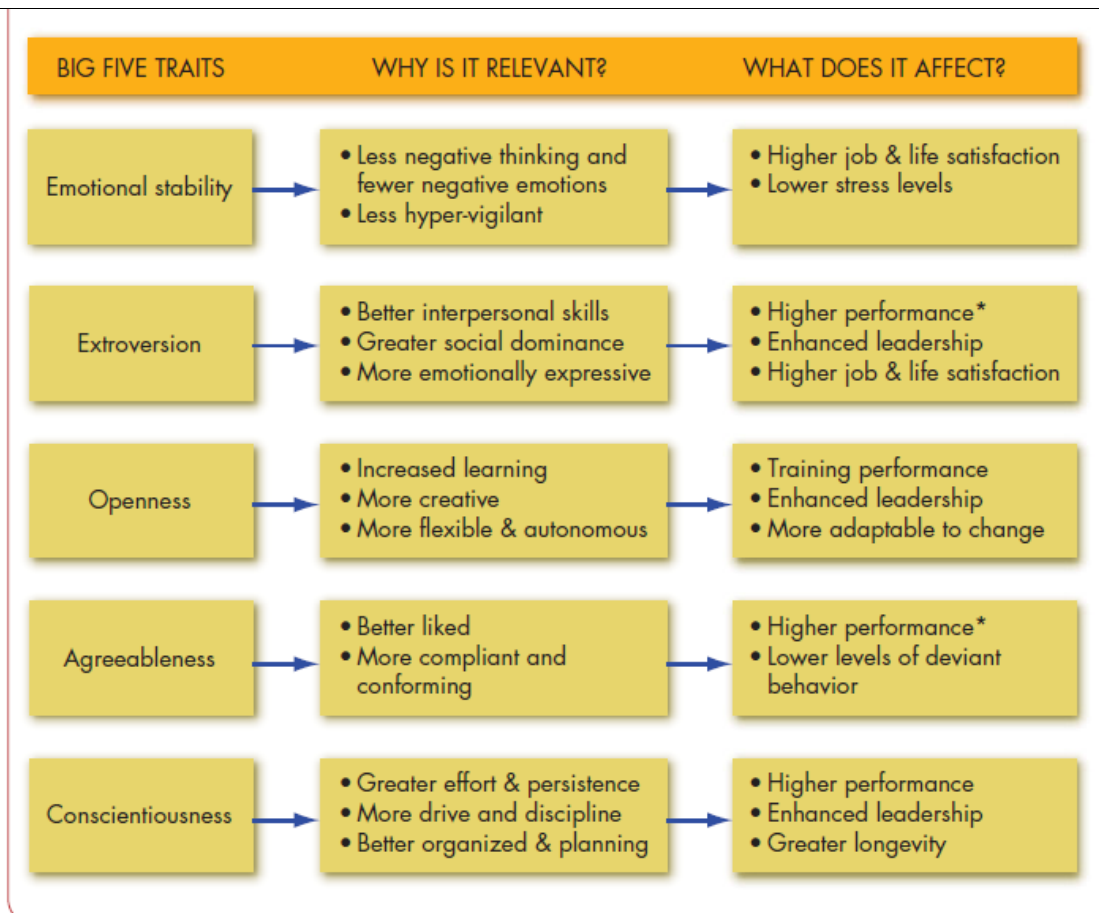 BIG FIVE TRAITS WHY IS IT RELEVANT? WHAT DOES IT AFFECT?
Emotional stability
• Less negative thinking and
fewer negative emotions
• Less hyper-vigilant
• Higher job & life satisfaction
• Lower stress levels
Extroversion
• Better interpersonal skills
• Greater social dominance
• More emotionally expressive
• Higher performance*
• Enhanced leadership
• Higher job & life satisfaction
Openness
• Increased learning
• More creative
• More flexible & autonomous
• Training performance
• Enhanced leadership
• More adaptable to change
Agreeableness
• Better liked
• More compliant and
conforming
• Higher performance*
• Lower levels of deviant
behavior
Conscientiousness
• Greater effort & persistence
• More drive and discipline
• Better organized & planning
• Higher performance
• Enhanced leadership
• Greater longevity